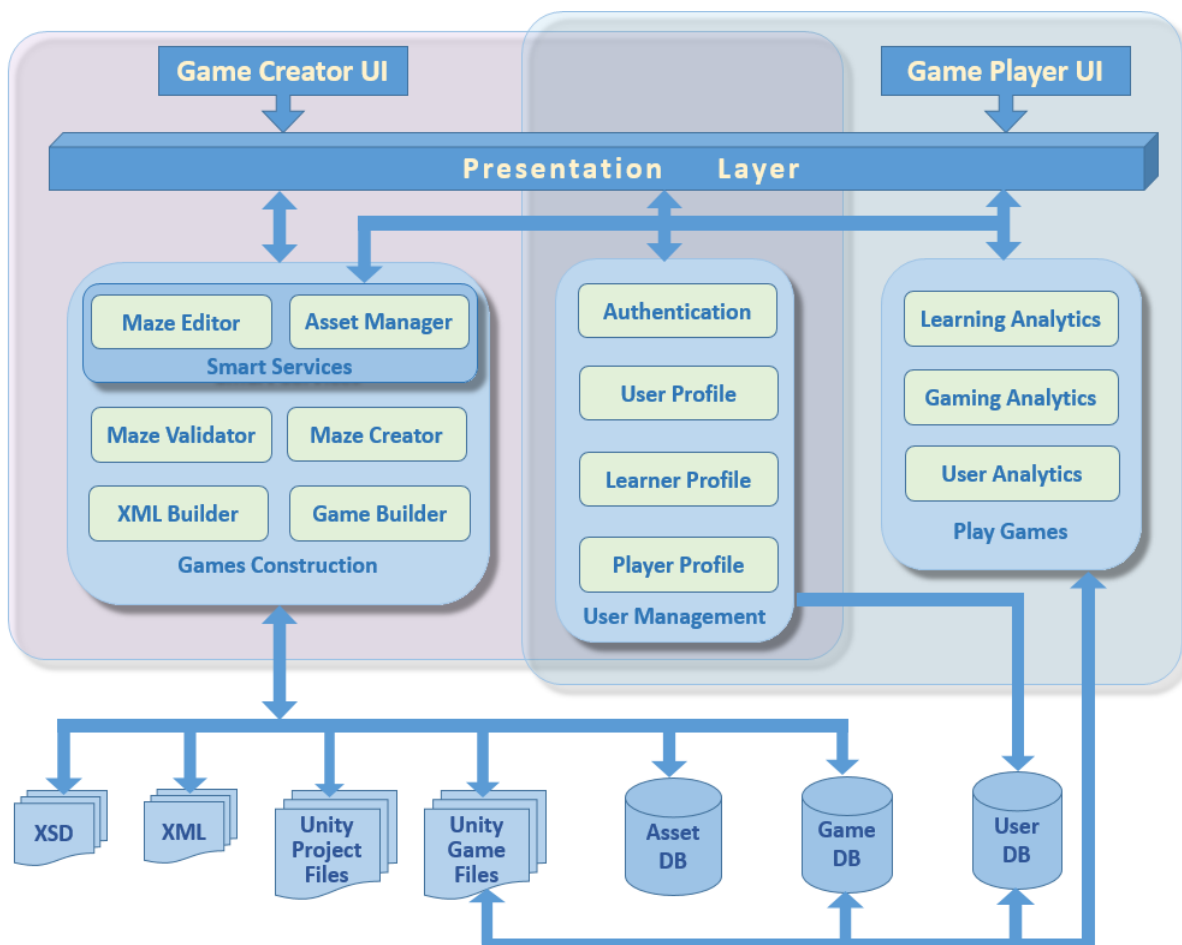 Game Creator UI
Game Player UI
Presentation Layer
Maze Editor
Asset Manager
Smart Services
Maze Validator
Maze Creator
XML Builder
Game Builder
Games Construction
Authentication
User Profile
Learner Profile
Player Profile
User Management
Learning Analytics
Gaming Analytics
User Analytics
Play Games
XSD
XML
Unity
Project
Files
Unity
Game
Files
Asset
DB
Game
DB
User
DB